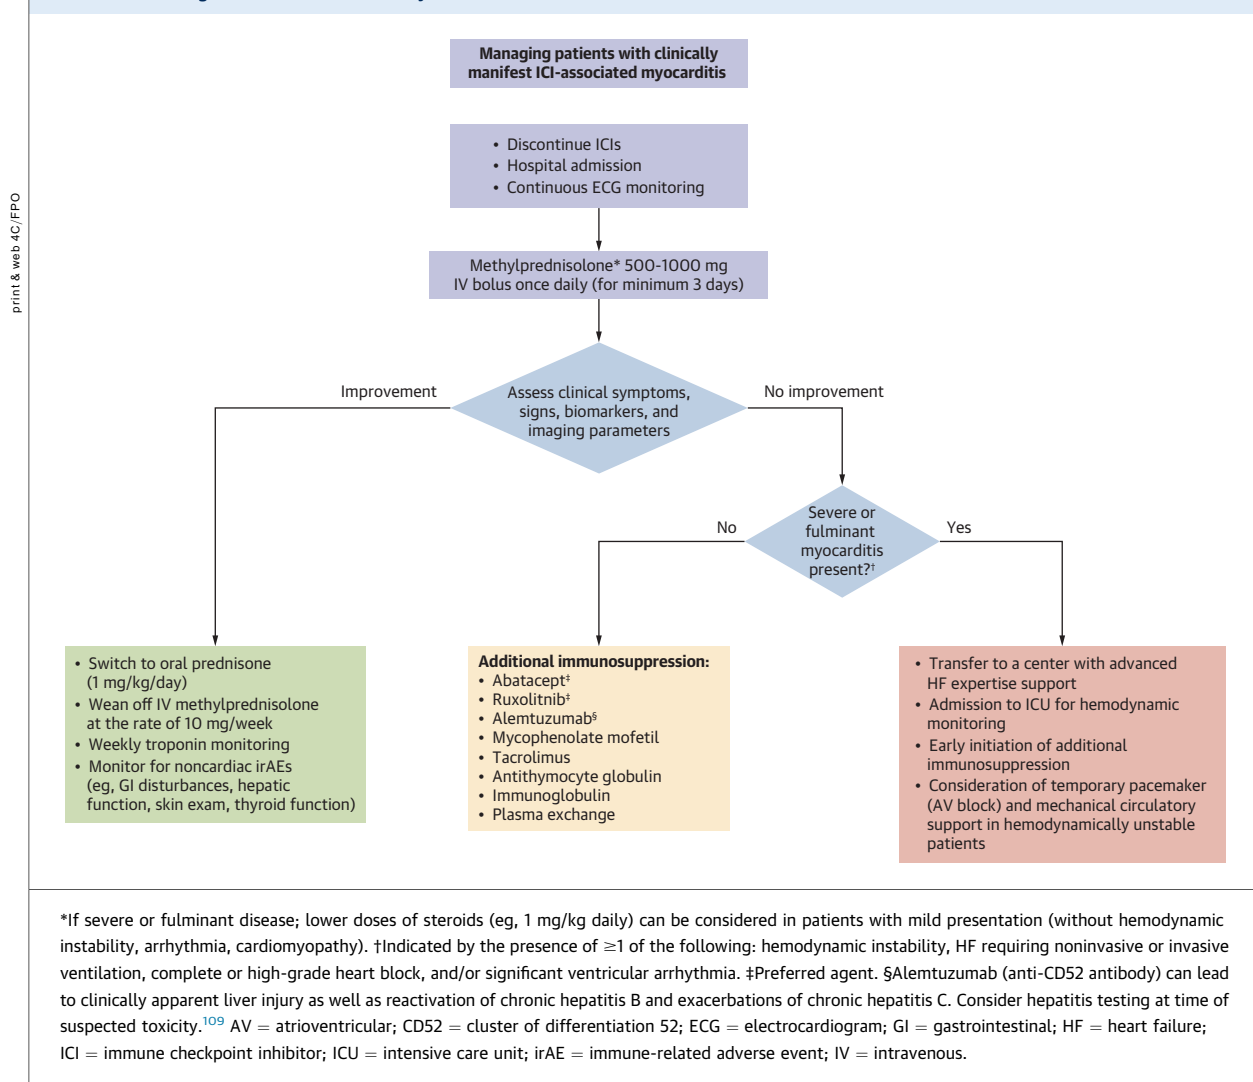 print & web 4C/FPO
Managing patients with clinically
manifest ICI-associated myocarditis
• Discontinue ICIs
• Hospital admission
• Continuous ECG monitoring
Methylprednisolone* 500-1000 mg
IV bolus once daily (for minimum 3 days)
Improvement
Assess clinical symptoms,
signs, biomarkers, and
imaging parameters
No improvement
No
Severe or
fulminant
myocarditis
present?†
Yes
• Switch to oral prednisone
(1 mg/kg/day)
• Wean off IV methylprednisolone
at the rate of 10 mg/week
• Weekly troponin monitoring
• Monitor for noncardiac irAEs
(eg, GI disturbances, hepatic
function, skin exam, thyroid function)
Additional immunosuppression:
• Abatacept‡
• Ruxolitnib‡
• Alemtuzumab§
• Mycophenolate mofetil
• Tacrolimus
• Antithymocyte globulin
• Immunoglobulin
• Plasma exchange
• Transfer to a center with advanced
HF expertise support
• Admission to ICU for hemodynamic
monitoring
• Early initiation of additional
immunosuppression
• Consideration of temporary pacemaker
(AV block) and mechanical circulatory
support in hemodynamically unstable
patients
*If severe or fulminant disease; lower doses of steroids (eg, 1 mg/kg daily) can be considered in patients with mild presentation (without hemodynamic
instability, arrhythmia, cardiomyopathy). †Indicated by the presence of ≥1 of the following: hemodynamic instability, HF requiring noninvasive or invasive
ventilation, complete or high-grade heart block, and/or significant ventricular arrhythmia. ‡Preferred agent. §Alemtuzumab (anti-CD52 antibody) can lead
to clinically apparent liver injury as well as reactivation of chronic hepatitis B and exacerbations of chronic hepatitis C. Consider hepatitis testing at time of
suspected toxicity.109 AV = atrioventricular; CD52 = cluster of differentiation 52; ECG = electrocardiogram; GI = gastrointestinal; HF = heart failure;
ICI = immune checkpoint inhibitor; ICU = intensive care unit; irAE = immune-related adverse event; IV = intravenous.